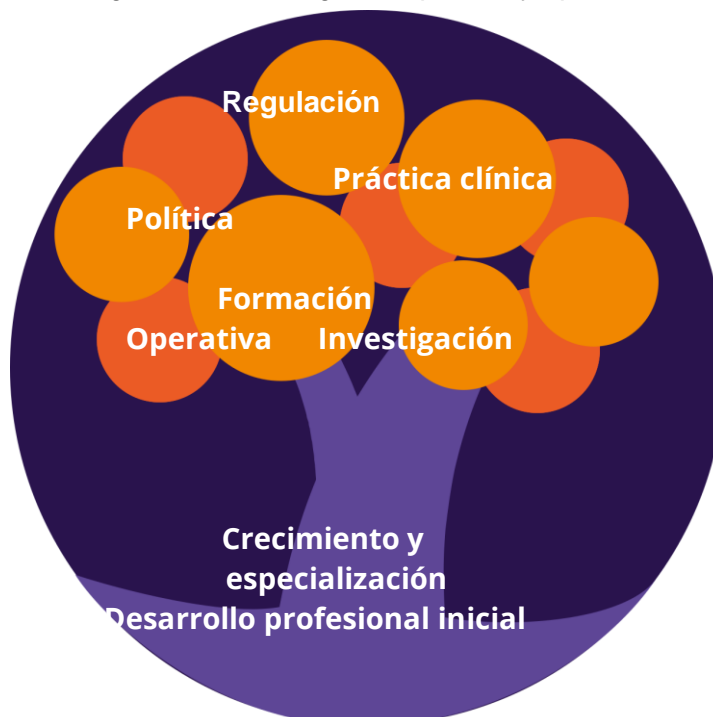 Regulación
Práctica clínica
Política
Formación
Operativa
Investigación
Crecimiento y
especialización
Desarrollo profesional inicial